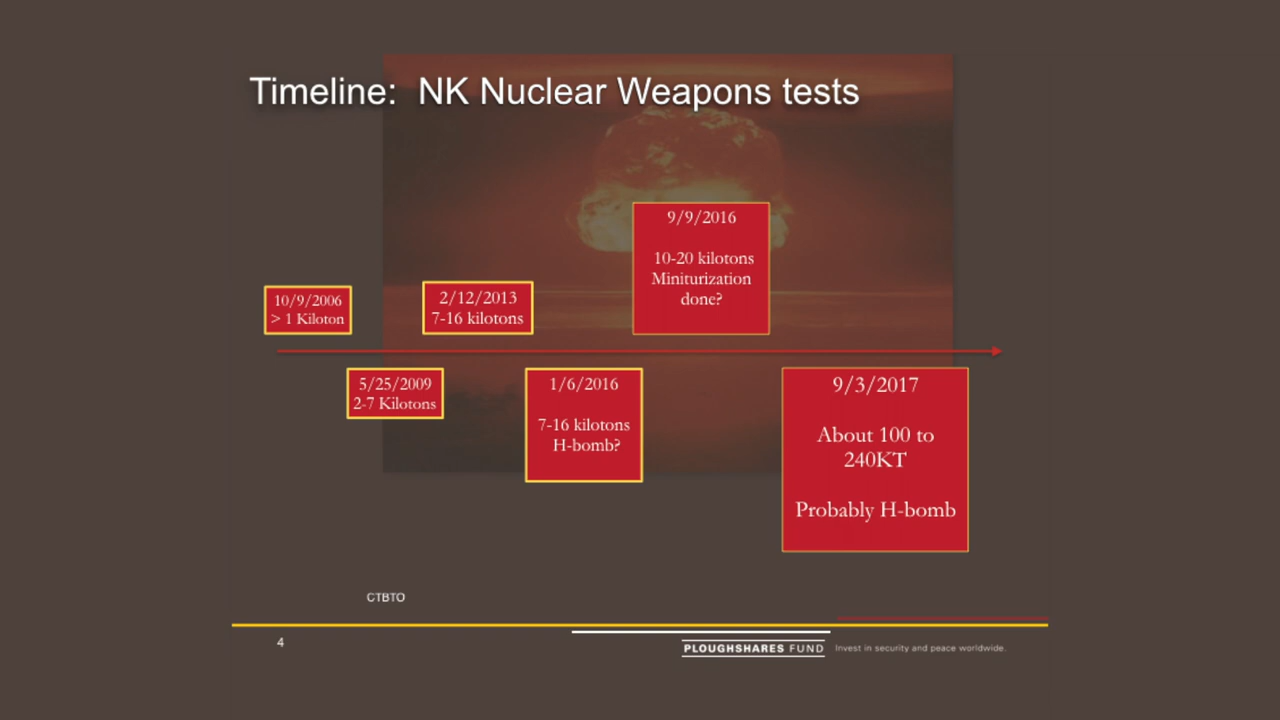 Timeline:  NK Nuclear Weapons tests
10/9/2006
> 1 Kiloton
5/25/2009
2-7 Kilotons
2/12/2013
7-16 kilotons
1/6/2016
7-16 kilotons
H-bomb?
9/9/2016
10-20 kilotons
Miniturization
done?
9/3/2017
About 100 to
240KT
Probably H-bomb
CTBTO
4
PLOUGHSHARES FUND
Invest in security and peace worldwide.